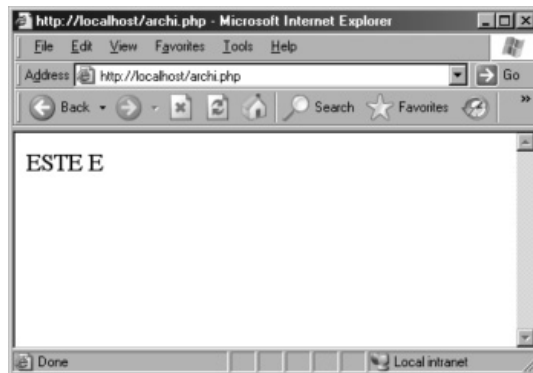 http://localhost/archi.php - Microsoft Internet Explorer
File Edit View Favorites Tools Help
Address http://localhost/archi.php Go
Back Search Favorites »
ESTE E
Done Local intranet